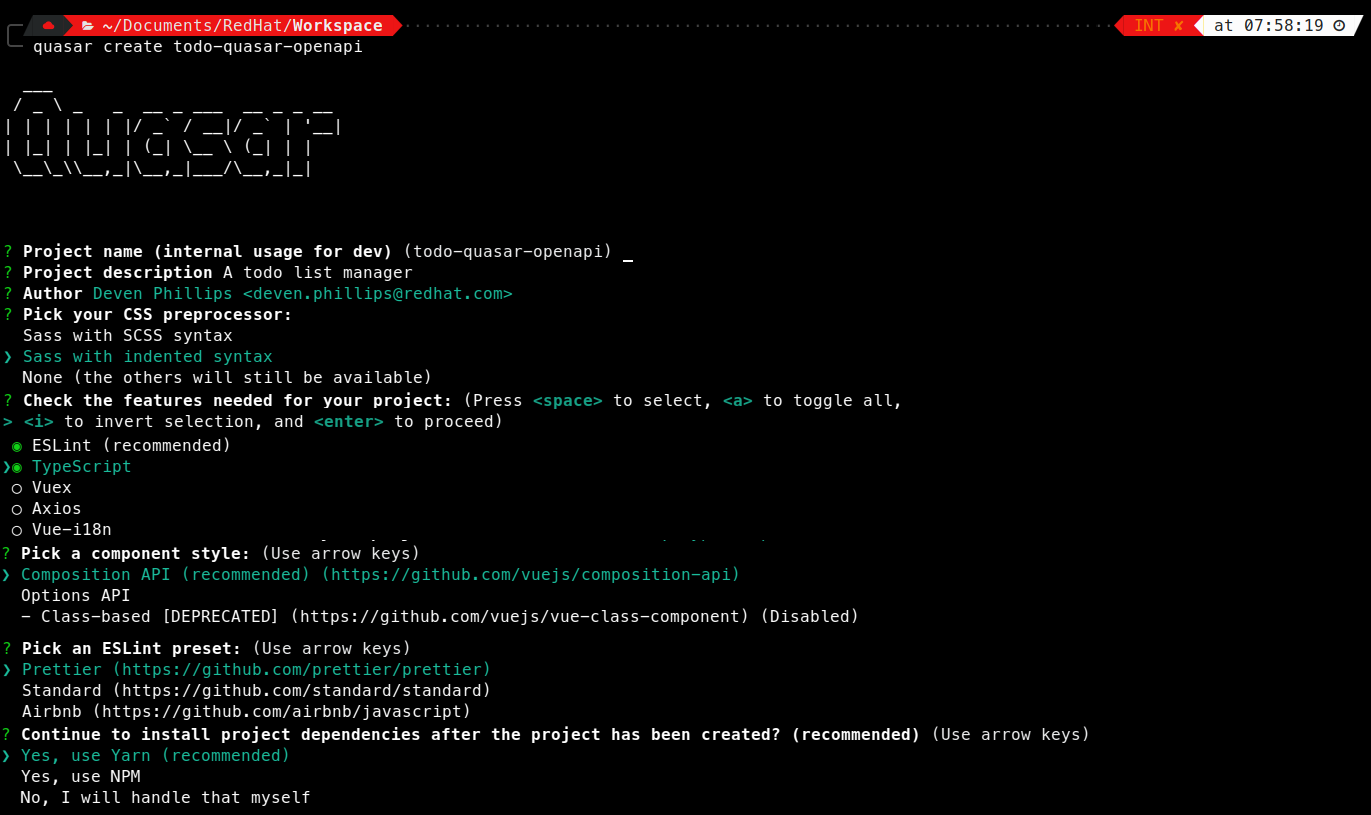 ~/Documents/RedHat/Workspace INT ✘ at 07:58:19
quasar create todo-quasar-openapi
  ___
 / _ \ _   _  __ _ ___  __ _ _ __
| | | | | | |/ _` / __|/ _` | '__|
| |_| | |_| | (_| \__ \ (_| | |
 \__\_\\__,_|\__,_|___/\__,_|_|
? Project name (internal usage for dev) (todo-quasar-openapi) _
? Project description A todo list manager
? Author Deven Phillips <deven.phillips@redhat.com>
? Pick your CSS preprocessor:
Sass with SCSS syntax
❯ Sass with indented syntax
None (the others will still be available)
? Check the features needed for your project: (Press <space> to select, <a> to toggle all,
> <i> to invert selection, and <enter> to proceed)
◉ ESLint (recommended)
❯◉ TypeScript
○ Vuex
○ Axios
○ Vue-i18n
? Pick a component style: (Use arrow keys)
❯ Composition API (recommended) (https://github.com/vuejs/composition-api)
Options API
- Class-based [DEPRECATED] (https://github.com/vuejs/vue-class-component) (Disabled)
? Pick an ESLint preset: (Use arrow keys)
❯ Prettier (https://github.com/prettier/prettier)
Standard (https://github.com/standard/standard)
Airbnb (https://github.com/airbnb/javascript)
? Continue to install project dependencies after the project has been created? (recommended) (Use arrow keys)
❯ Yes, use Yarn (recommended)
Yes, use NPM
No, I will handle that myself